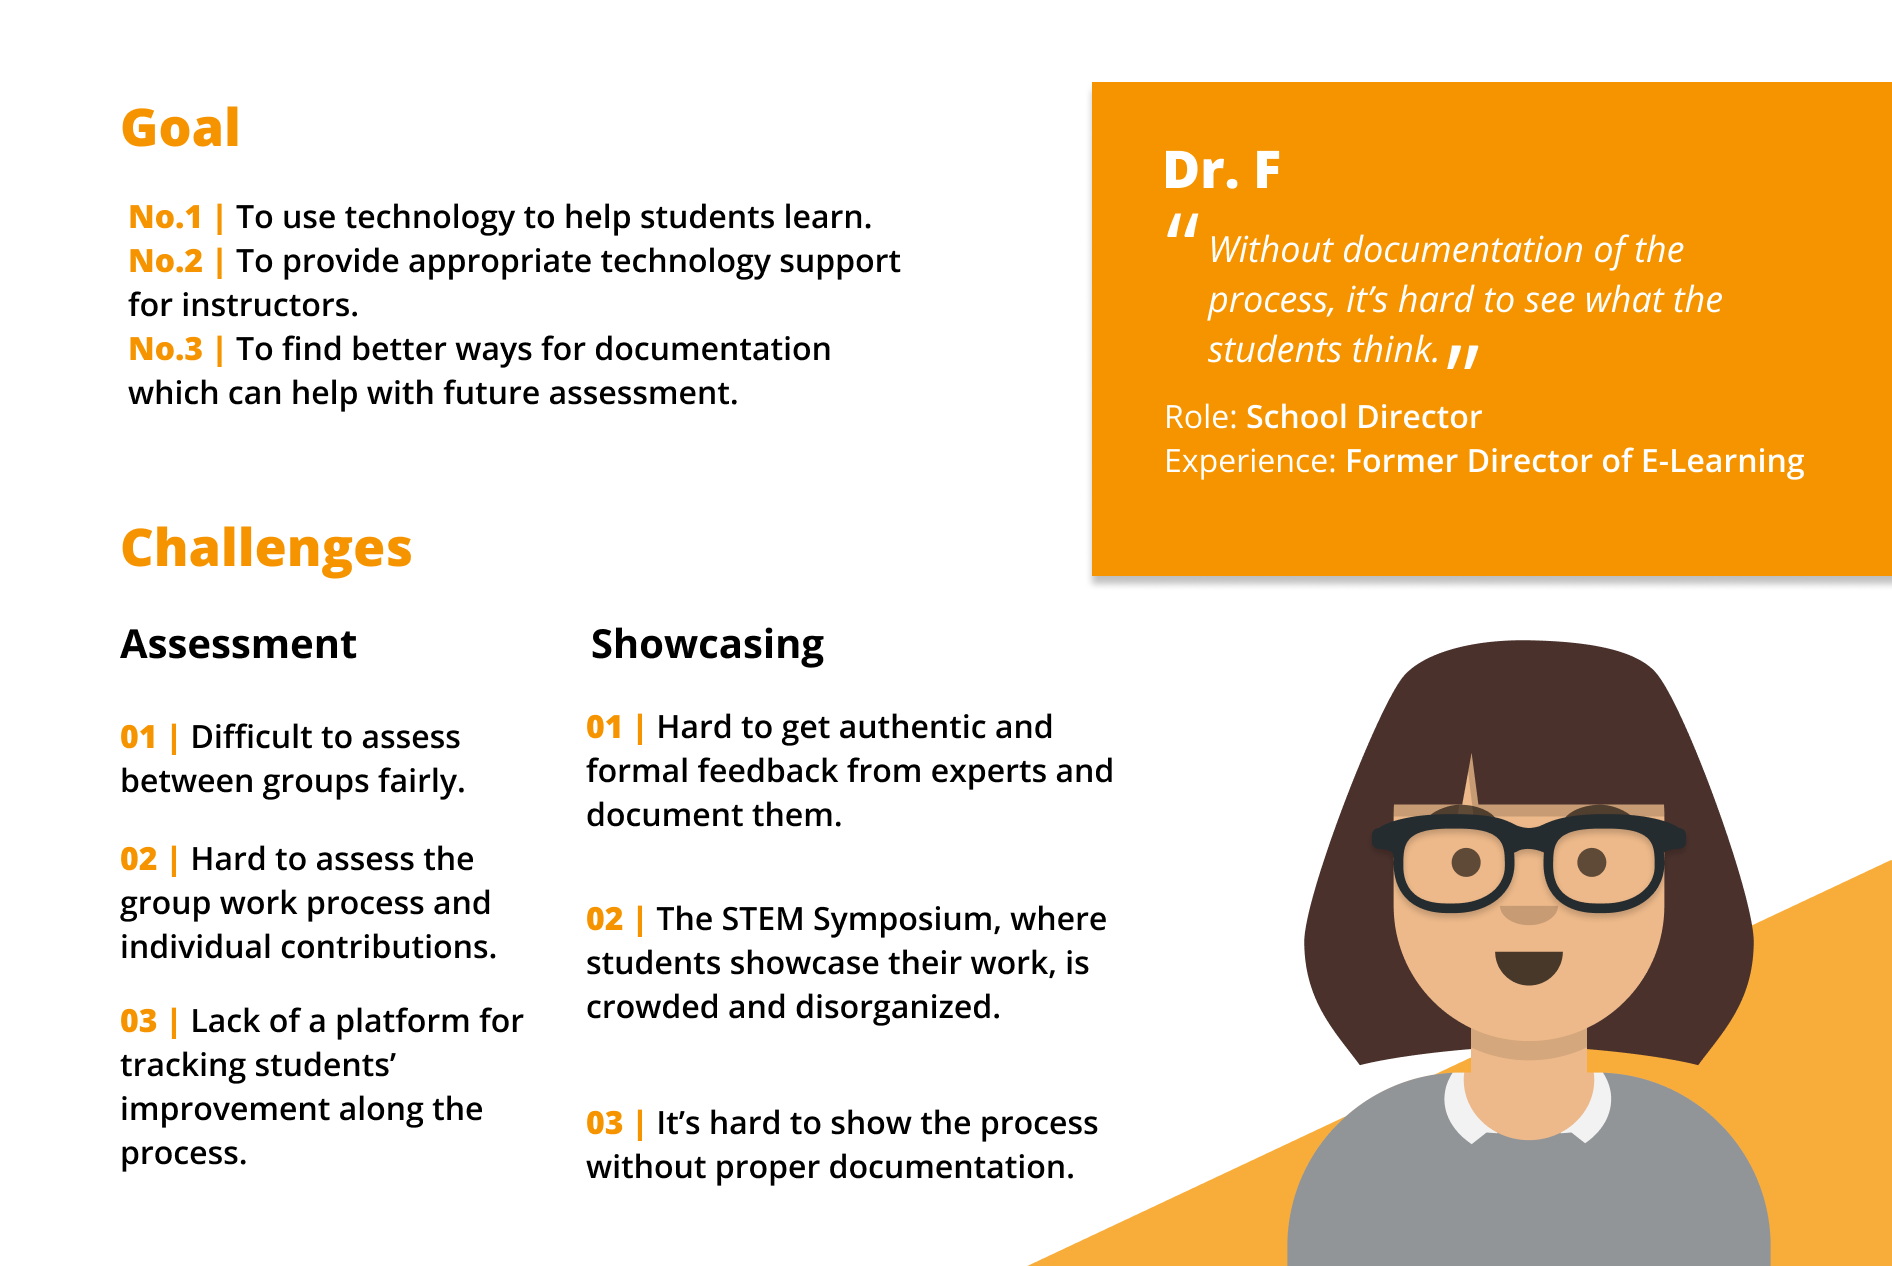 Goal
No.1 | To use technology to help students learn.
No.2 | To provide appropriate technology support
for instructors.
No.3 | To find better ways for documentation
which can help with future assessment.
Dr. F
“Without documentation of the
process, it’s hard to see what the
students think.”
Role: School Director
Experience: Former Director of E-Learning
Challenges
Assessment
01 | Difficult to assess
between groups fairly.
02 | Hard to assess the
group work process and
individual contributions.
03 | Lack of a platform for
tracking students’
improvement along the
process.
Showcasing
01 | Hard to get authentic and
formal feedback from experts and
document them.
02 | The STEM Symposium, where
students showcase their work, is
crowded and disorganized.
03 | It’s hard to show the process
without proper documentation.